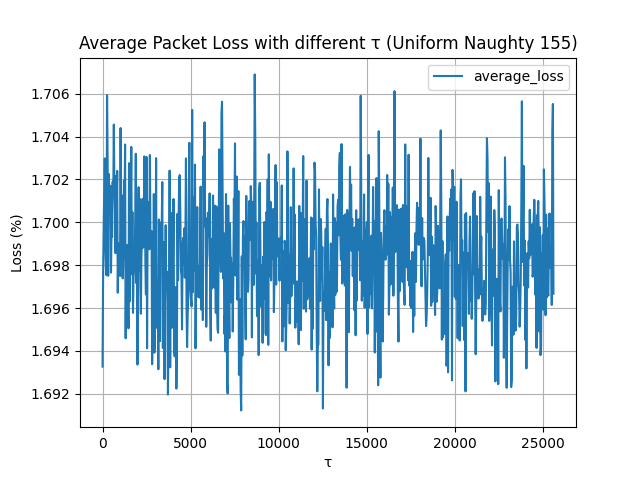 Average Packet Loss with different τ (Uniform Naughty 155)
average_loss
Loss (%)
1.706
1.704
1.702
1.700
1.698
1.696
1.694
1.692
0 5000 10000 15000 20000 25000
τ